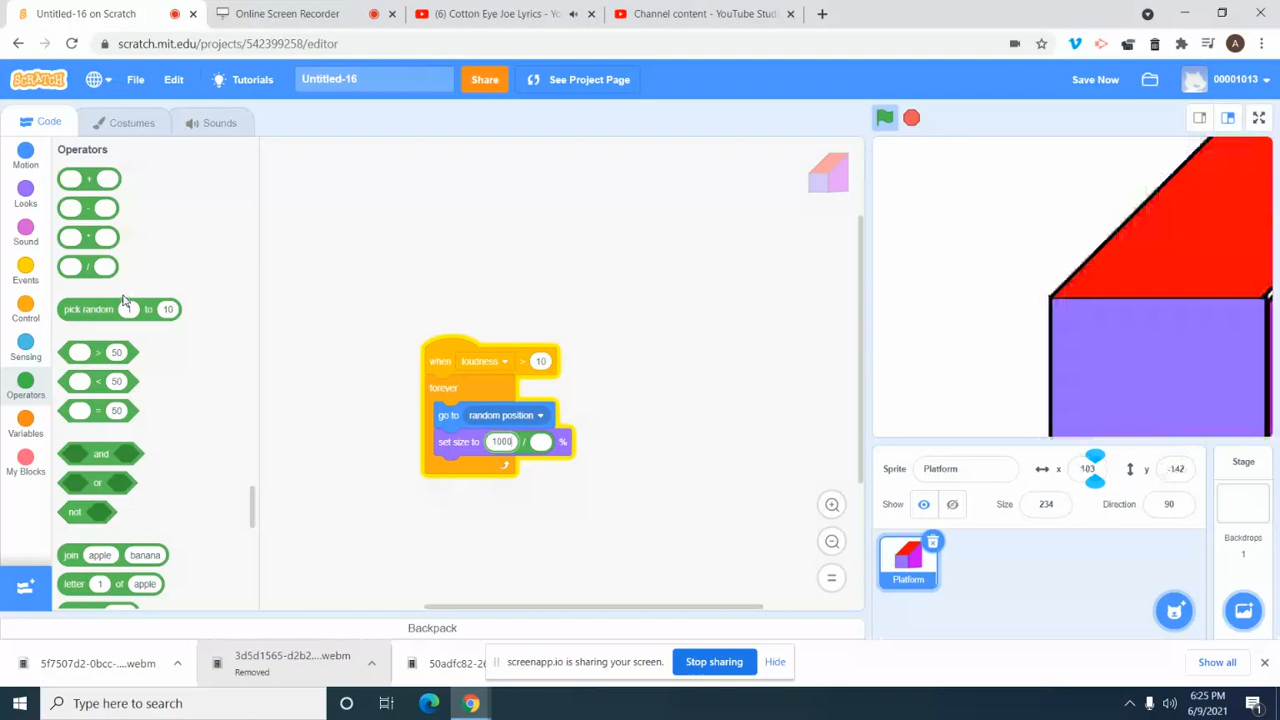 Untitled-16 on Scratch
Online Screen Recorder
(6) Cotton Eye Joe Lyrics - Yo
Channel content - YouTube Stud
scratch.mit.edu/projects/542399258/editor
A
SCRATCH
File
Edit
Tutorials
Untitled-16
Share
See Project Page
Save Now
00001013
Code
Costumes
Sounds
Motion
Looks
Sound
Events
Control
Sensing
Operators
Variables
My Blocks
Operators
+
-
*
/
pick random 1 to 10
> 50
< 50
= 50
and
or
not
join apple banana
letter 1 of apple
when loudness > 10
forever
go to random position
set size to 1000 / %
Sprite Platform x 103 y -142
Show Size 234 Direction 90
Platform
Stage
Backdrops
1
Backpack
5f7507d2-0bcc-....webm
3d5d1565-d2b2....webm
Removed
50adfc82-26
screenapp.io is sharing your screen.
Stop sharing
Hide
Show all
Type here to search
6:25 PM
6/9/2021
1